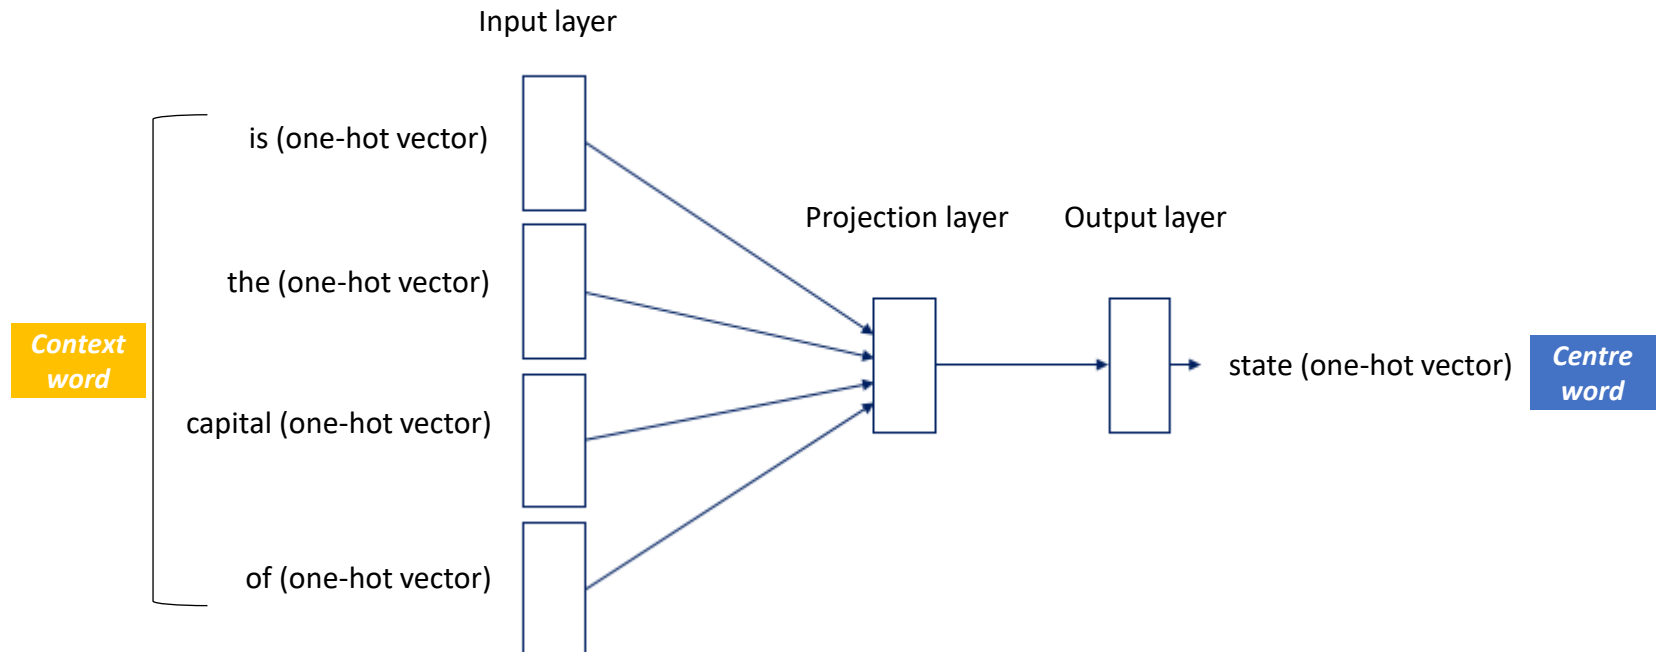 Input layer
is (one-hot vector)
Projection layer
Output layer
the (one-hot vector)
Context
word
state (one-hot vector)
Centre
word
capital (one-hot vector)
of (one-hot vector)